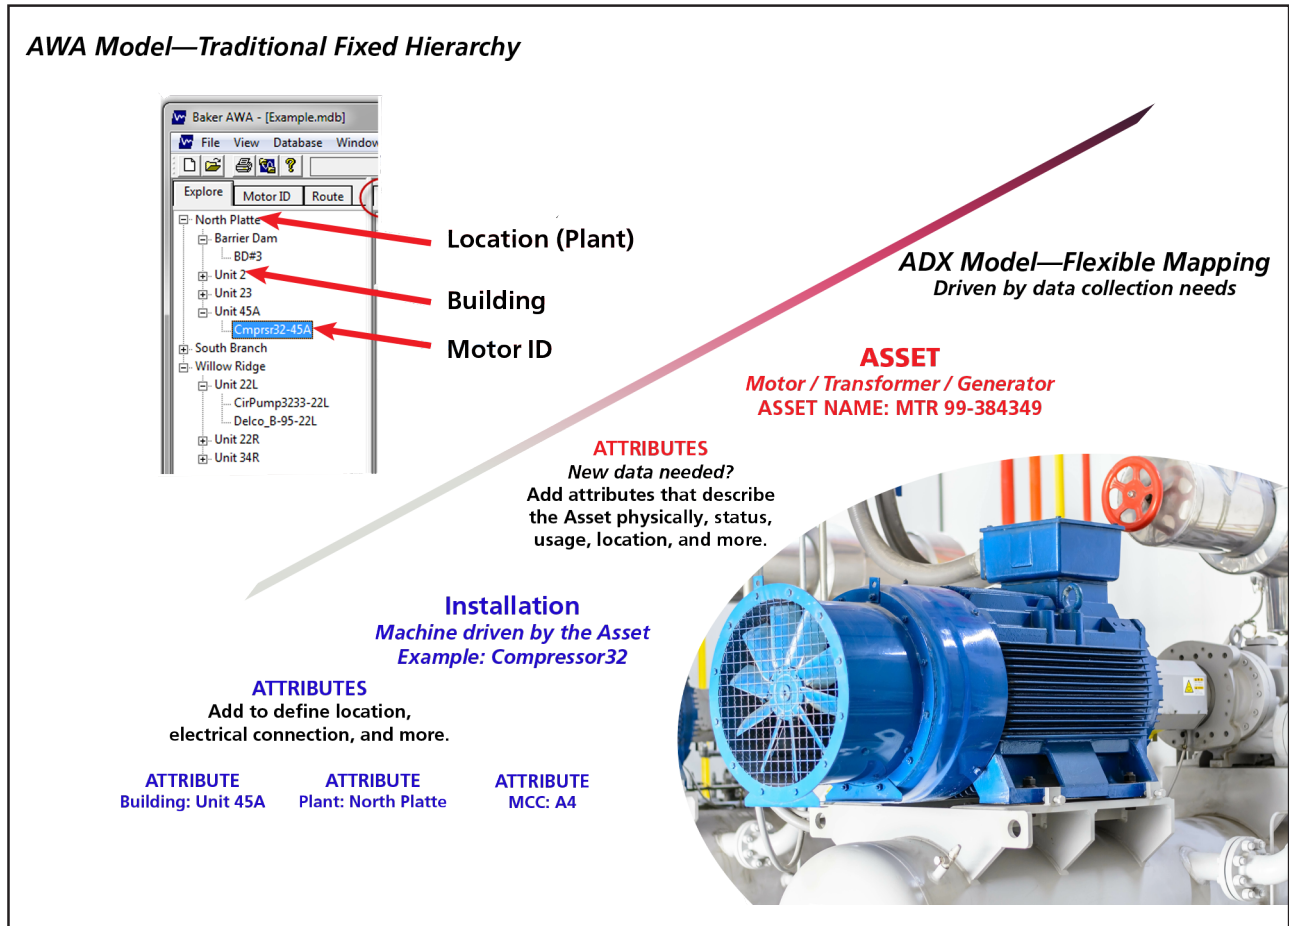 AWA Model—Traditional Fixed Hierarchy
Baker AWA - [Example.mdb]
File View Database Window
Explore Motor ID Route
North Platte
Barrier Dam
BD#3
Unit 2
Unit 23
Unit 45A
Cmprsr32-45A
South Branch
Willow Ridge
Unit 22L
CirPump3233-22L
Delco_B-95-22L
Unit 22R
Unit 34R
Location (Plant)
Building
Motor ID
ADX Model—Flexible Mapping
Driven by data collection needs
ASSET
Motor / Transformer / Generator
ASSET NAME: MTR 99-384349
ATTRIBUTES
New data needed?
Add attributes that describe
the Asset physically, status,
usage, location, and more.
Installation
Machine driven by the Asset
Example: Compressor32
ATTRIBUTES
Add to define location,
electrical connection, and more.
ATTRIBUTE
Building: Unit 45A
ATTRIBUTE
Plant: North Platte
ATTRIBUTE
MCC: A4